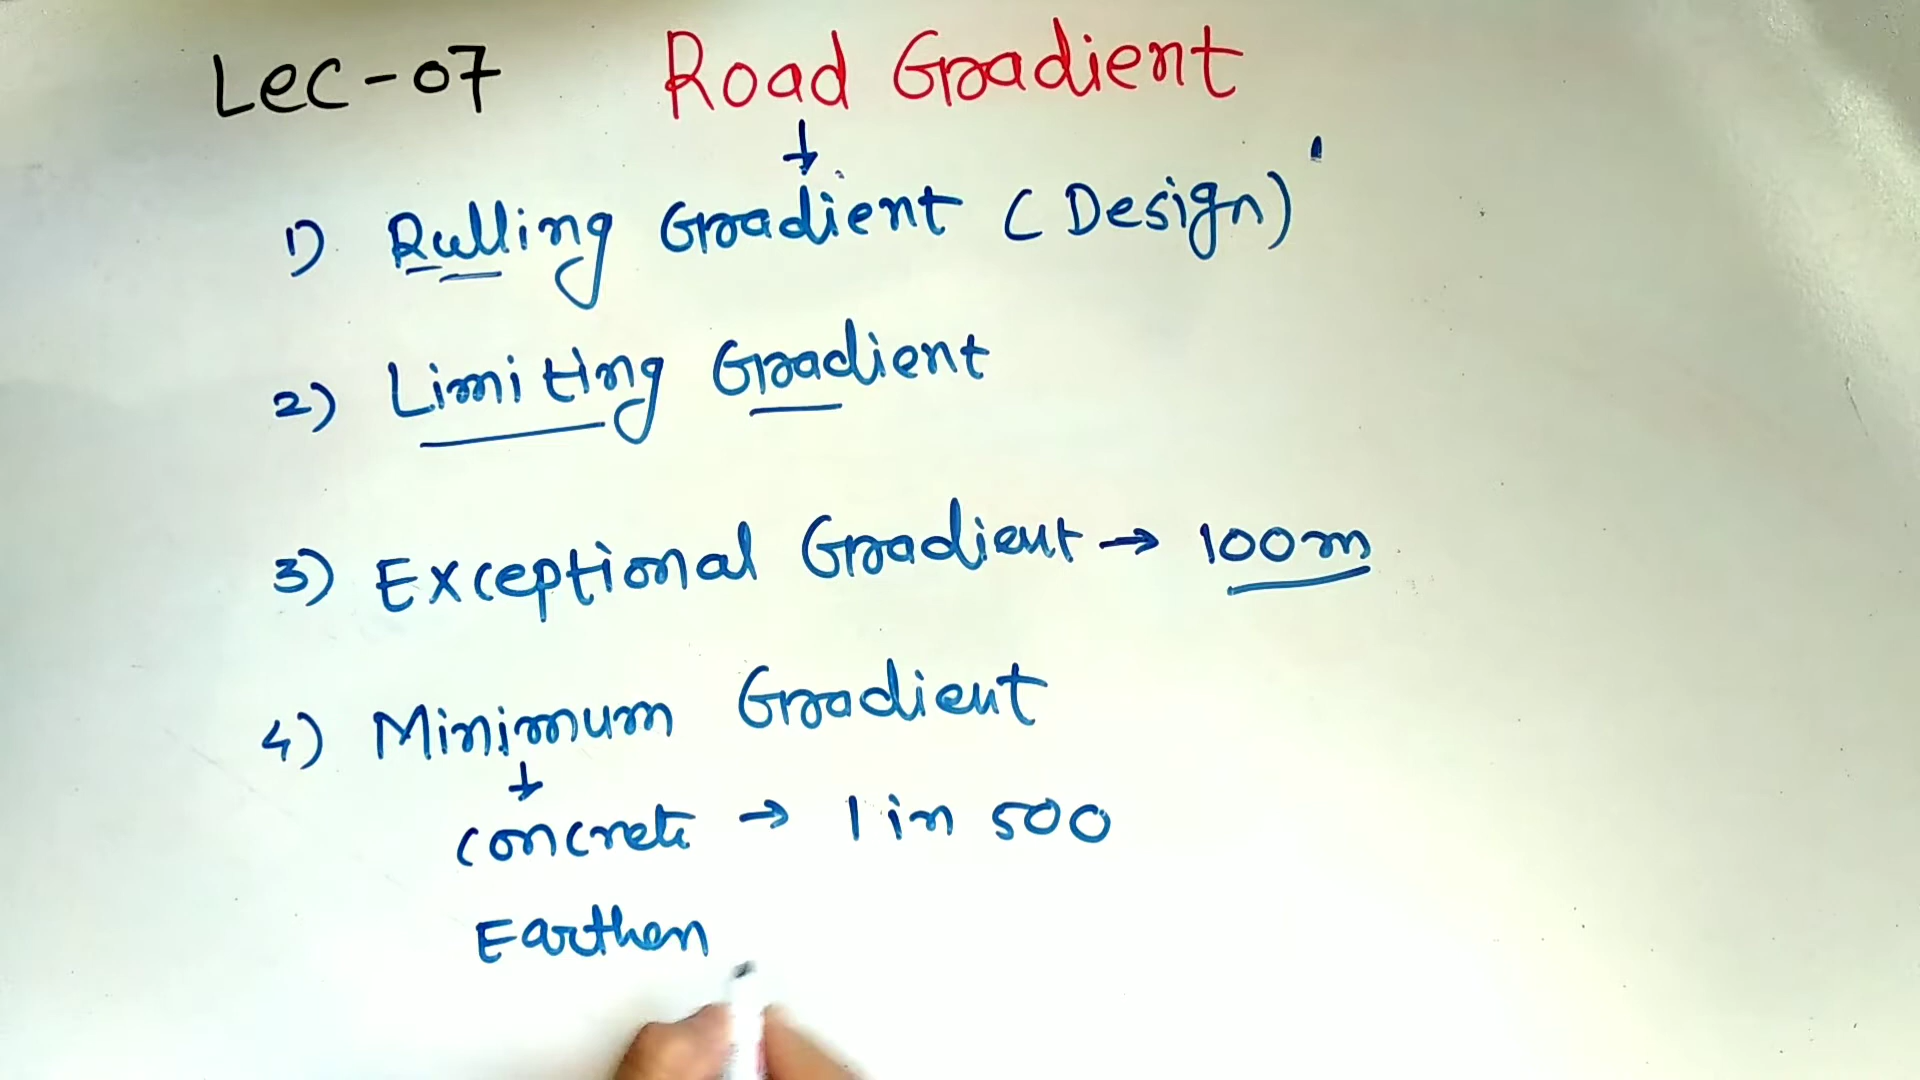 Lec-07 Road Gradient
1) Rulling Gradient (Design)
2) Limiting Gradient
3) Exceptional Gradient → 100m
4) Minimum Gradient
concrete → 1 in 500
Earthen